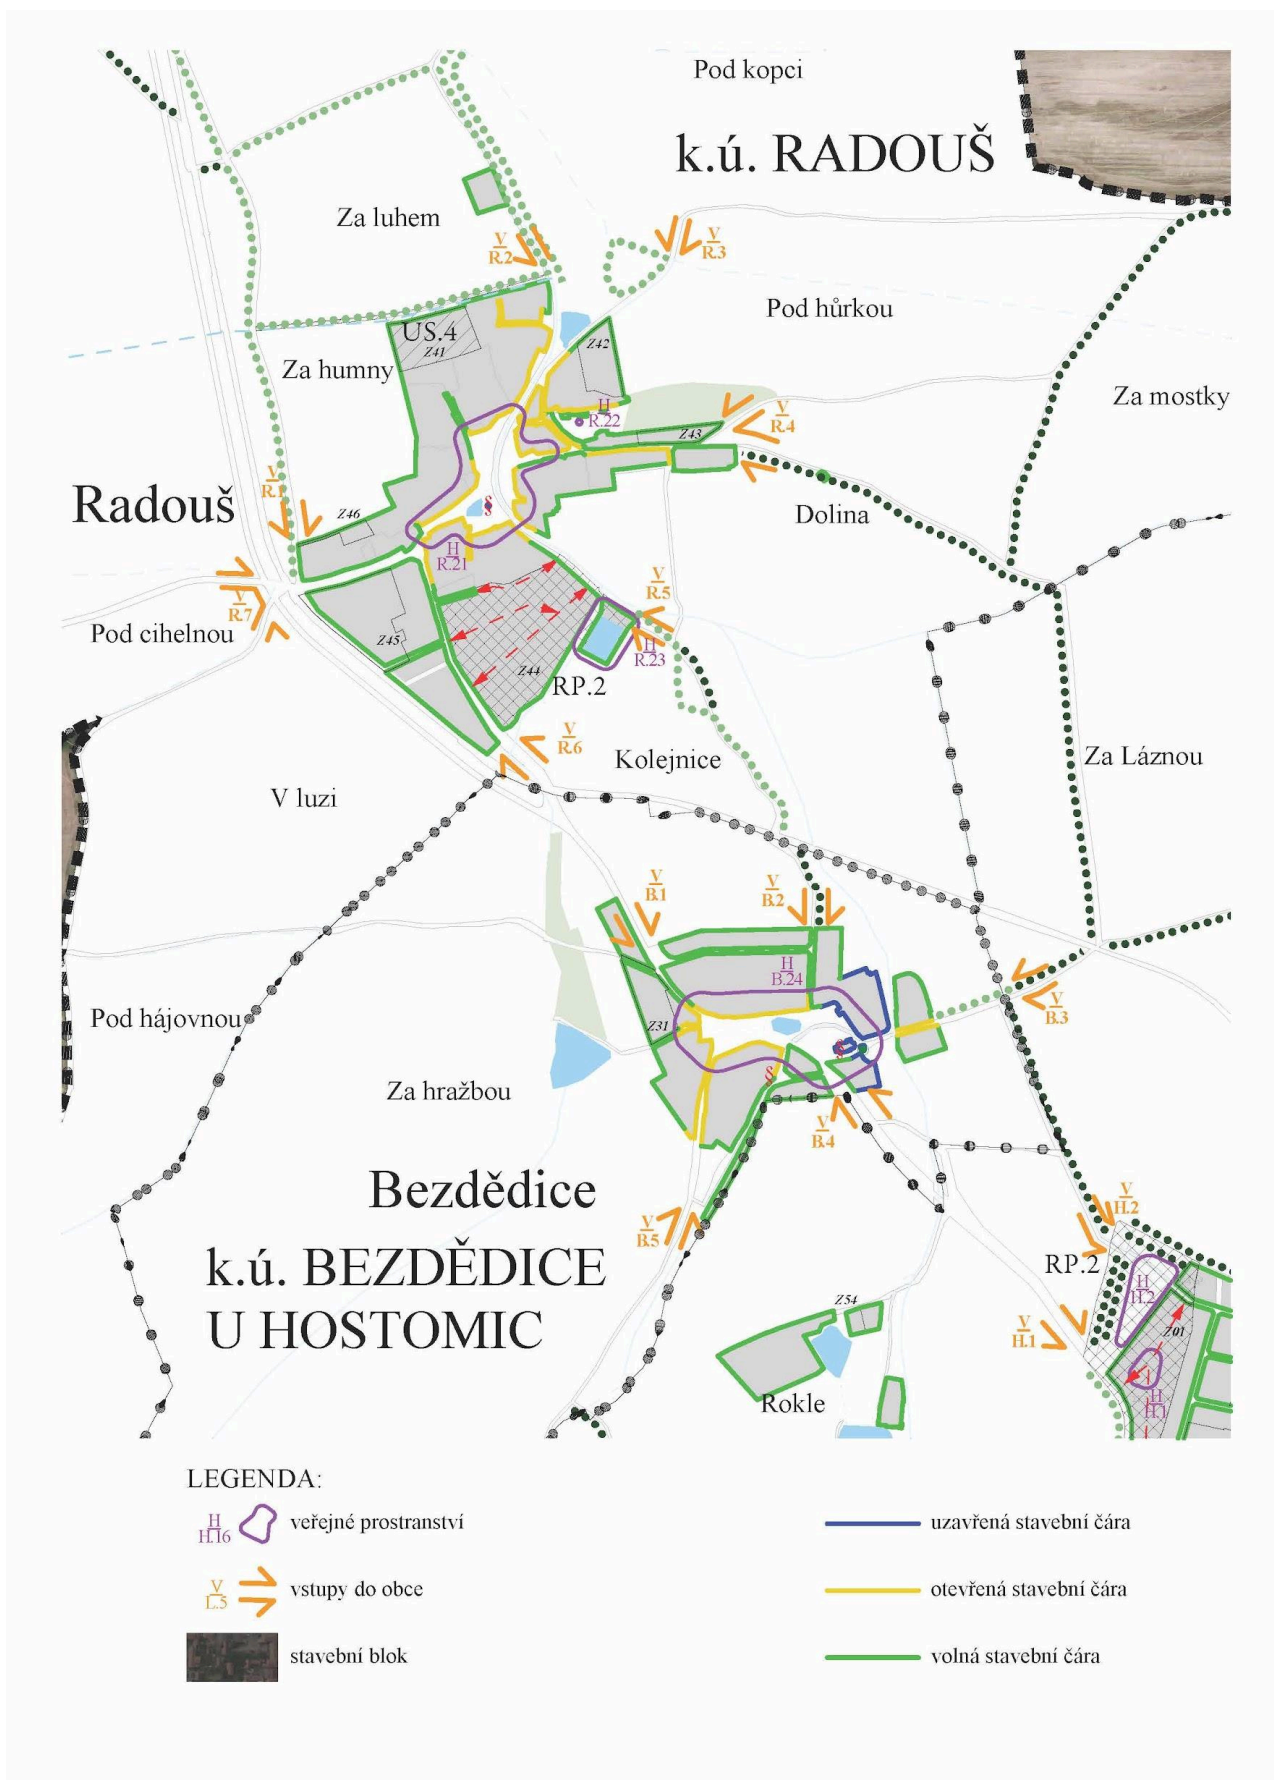 Pod kopci
k.ú. RADOUŠ
Za luhem
V
R.2
V
R.3
Pod hůrkou
US.4
Z41
Z42
Za humny
Za mostky
H
R.22
V
R.4
Z43
V
R.1
Radouš
Z46
§
Dolina
H
R.21
V
R.5
V
R.7
Pod cihelnou
Z45
H
R.23
Z44
RP.2
V
R.6
Kolejnice
Za Láznou
V luzi
V
B.1
V
B.2
H
B.24
Pod hájovnou
Z31
V
B.3
§
§
Za hražbou
V
B.4
Bezdědice
V
B.5
V
H.2
k.ú. BEZDĚDICE
U HOSTOMIC
RP.2
H
H.2
Z54
V
H.1
Z01
H
H.1
Rokle
LEGENDA:
H
H.16
veřejné prostranství
uzavřená stavební čára
V
L.5
vstupy do obce
otevřená stavební čára
stavební blok
volná stavební čára